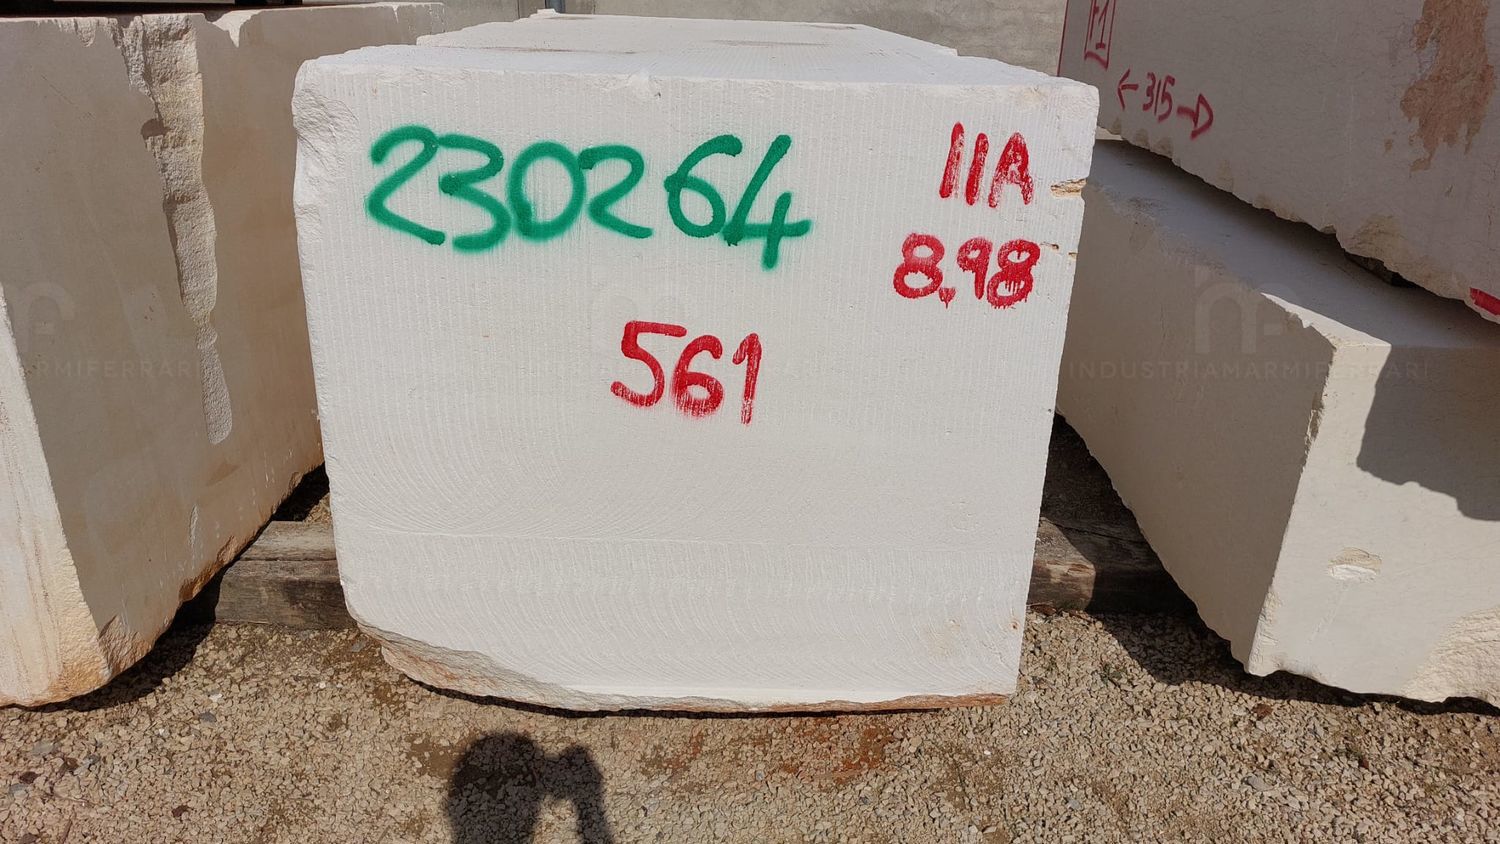 230264
11A
8.98
561
F1
←315→
INDUSTRIAMARMIFERRARI